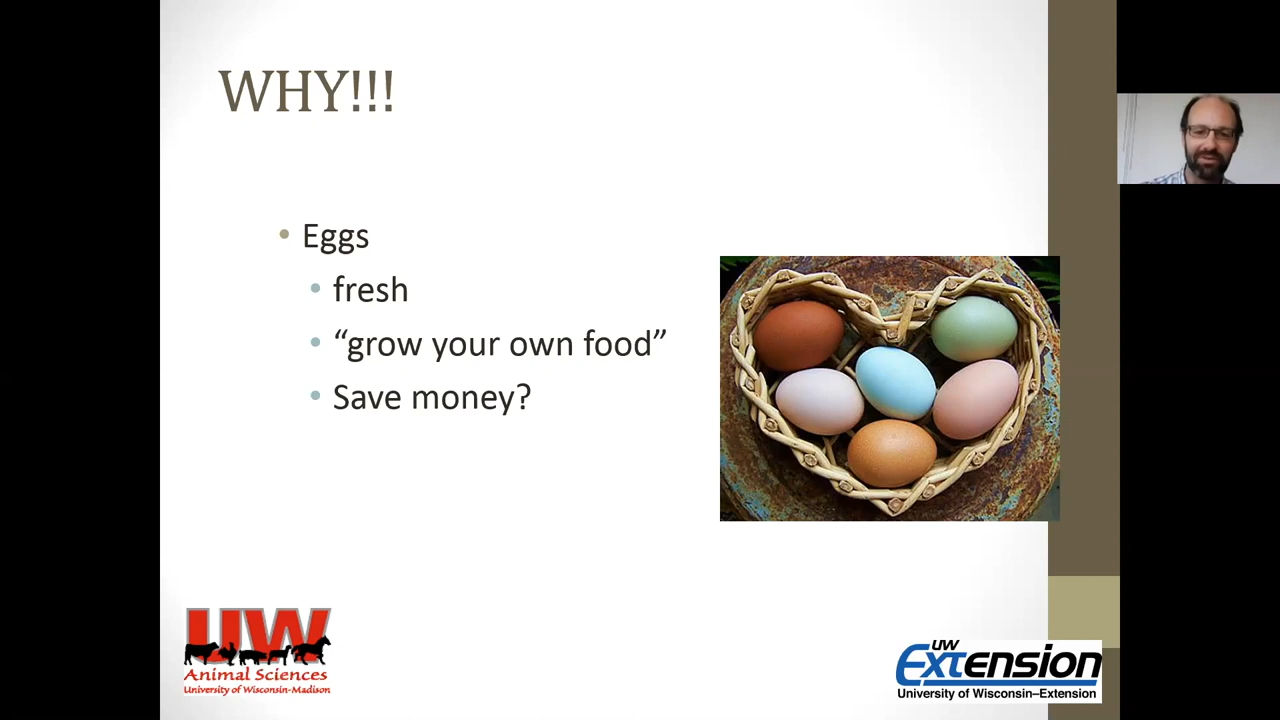 WHY!!!
Eggs
fresh
“grow your own food”
Save money?
UW
Animal Sciences
University of Wisconsin-Madison
UW
Extension
University of Wisconsin–Extension